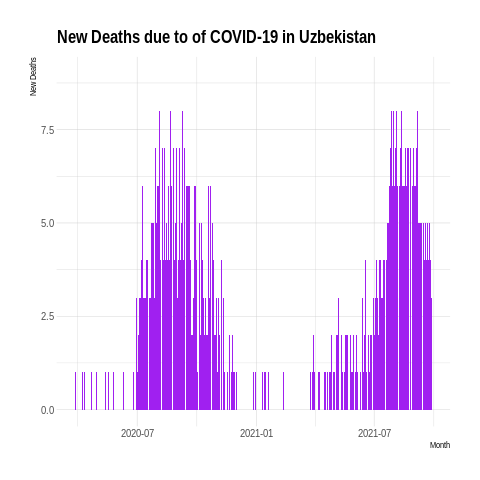 New Deaths due to of COVID-19 in Uzbekistan
New Deaths
7.5
5.0
2.5
0.0
2020-07
2021-01
2021-07
Month